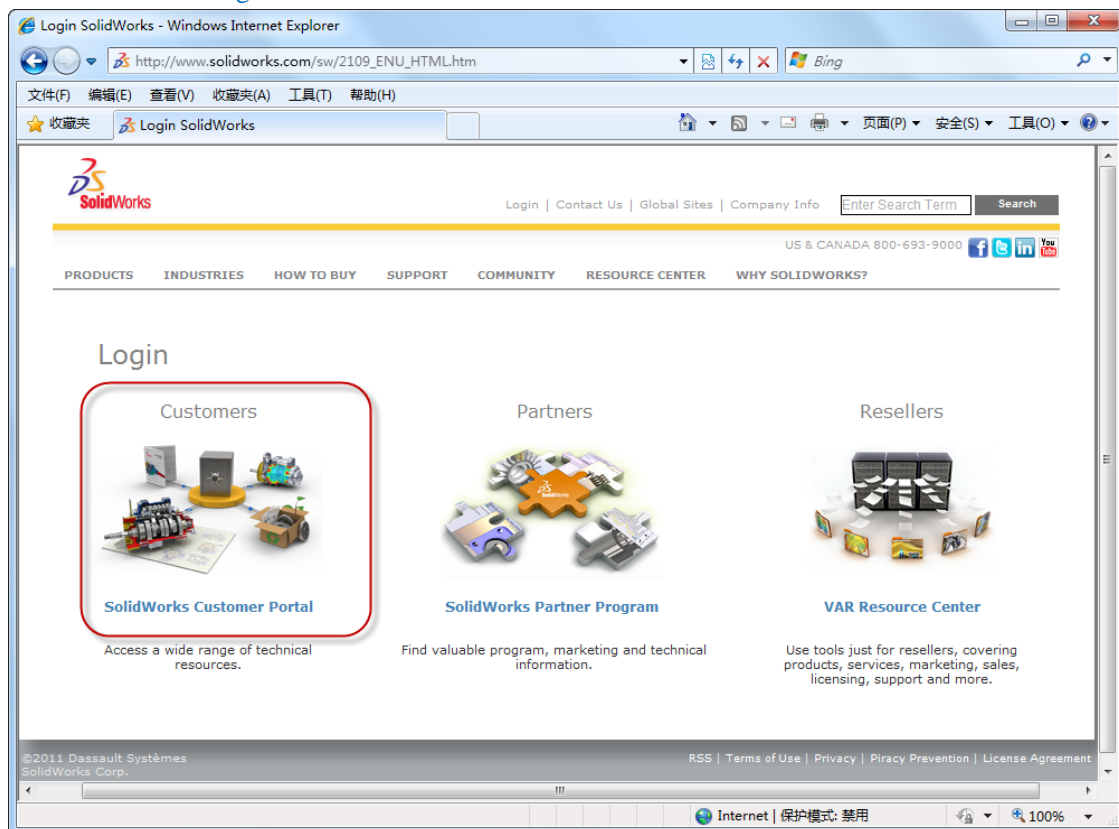 Login SolidWorks - Windows Internet Explorer
http://www.solidworks.com/sw/2109_ENU_HTML.htm
Bing
文件(F) 编辑(E) 查看(V) 收藏夹(A) 工具(T) 帮助(H)
收藏夹 Login SolidWorks 页面(P) 安全(S) 工具(O)
SolidWorks
Login | Contact Us | Global Sites | Company Info Enter Search Term Search
US & CANADA 800-693-9000 You Tube
PRODUCTS INDUSTRIES HOW TO BUY SUPPORT COMMUNITY RESOURCE CENTER WHY SOLIDWORKS?
Login
Customers Partners Resellers
SolidWorks
SolidWorks Customer Portal SolidWorks Partner Program VAR Resource Center
Access a wide range of technical resources.
Find valuable program, marketing and technical information.
Use tools just for resellers, covering
products, services, marketing, sales,
licensing, support and more.
©2011 Dassault Systèmes RSS | Terms of Use | Privacy | Piracy Prevention | License Agreement
SolidWorks Corp.
Internet | 保护模式: 禁用 100%